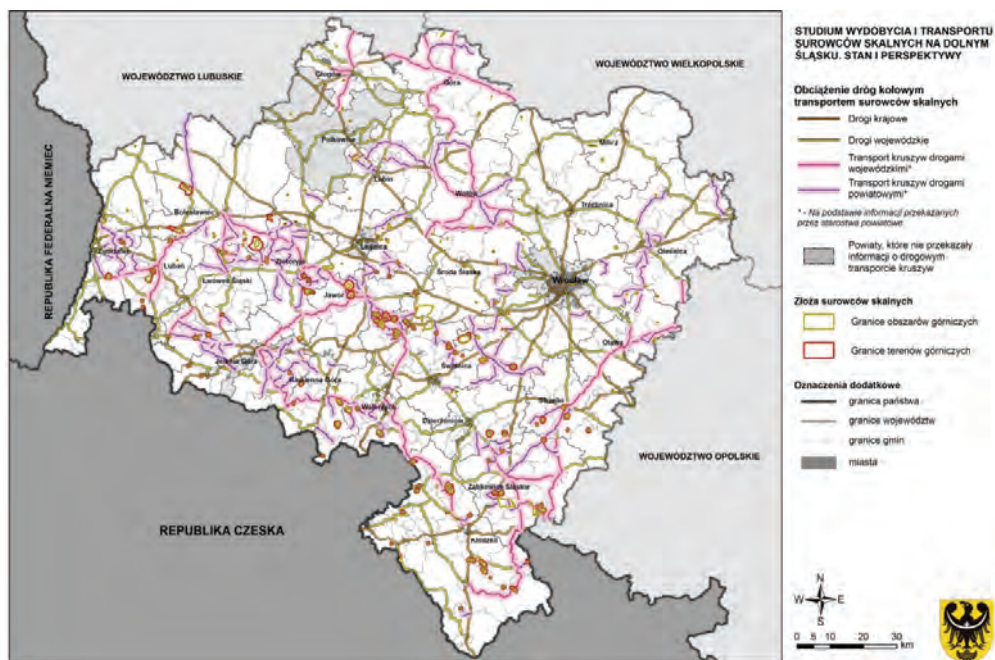 WOJEWÓDZTWO LUBUSKIE
WOJEWÓDZTWO WIELKOPOLSKIE
REPUBLIKA FEDERALNA NIEMIEC
Głogów
Góra
Polkowice
Milicz
Lubin
Wołów
Trzebnica
Bolesławiec
Oleśnica
Zgorzelec
Legnica
Złotoryja
Lubań
Środa Śląska
Wrocław
Lwówek Śląski
Jawor
Oława
Jelenia Góra
Świdnica
Kamienna Góra
Wałbrzych
Strzelin
Dzierżoniów
WOJEWÓDZTWO OPOLSKIE
Ząbkowice Śląskie
REPUBLIKA CZESKA
Kłodzko
STUDIUM WYDOBYCIA I TRANSPORTU
SUROWCÓW SKALNYCH NA DOLNYM
ŚLĄSKU. STAN I PERSPEKTYWY
Obciążenie dróg kołowym
transportem surowców skalnych
Drogi krajowe
Drogi wojewódzkie
Transport kruszyw drogami
wojewódzkimi*
Transport kruszyw drogami
powiatowymi*
* - Na podstawie informacji przekazanych
przez starostwa powiatowe
Powiaty, które nie przekazały
informacji o drogowym
transporcie kruszyw
Złoża surowców skalnych
Granice obszarów górniczych
Granice terenów górniczych
Oznaczenia dodatkowe
granica państwa
granice województw
granice gmin
miasta
N
W E
S
0 5 10 20 30
km